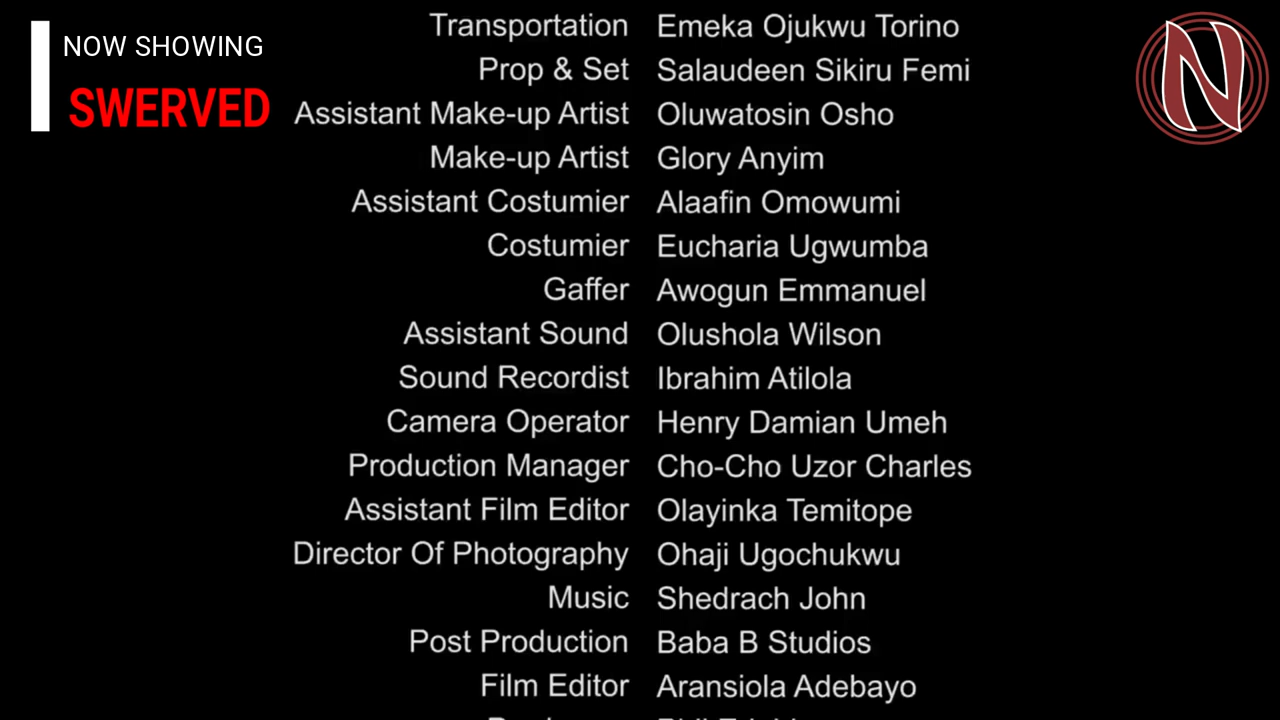 NOW SHOWING
SWERVED
Transportation Emeka Ojukwu Torino
Prop & Set Salaudeen Sikiru Femi
Assistant Make-up Artist Oluwatosin Osho
Make-up Artist Glory Anyim
Assistant Costumier Alaafin Omowumi
Costumier Eucharia Ugwumba
Gaffer Awogun Emmanuel
Assistant Sound Olushola Wilson
Sound Recordist Ibrahim Atilola
Camera Operator Henry Damian Umeh
Production Manager Cho-Cho Uzor Charles
Assistant Film Editor Olayinka Temitope
Director Of Photography Ohaji Ugochukwu
Music Shedrach John
Post Production Baba B Studios
Film Editor Aransiola Adebayo
N